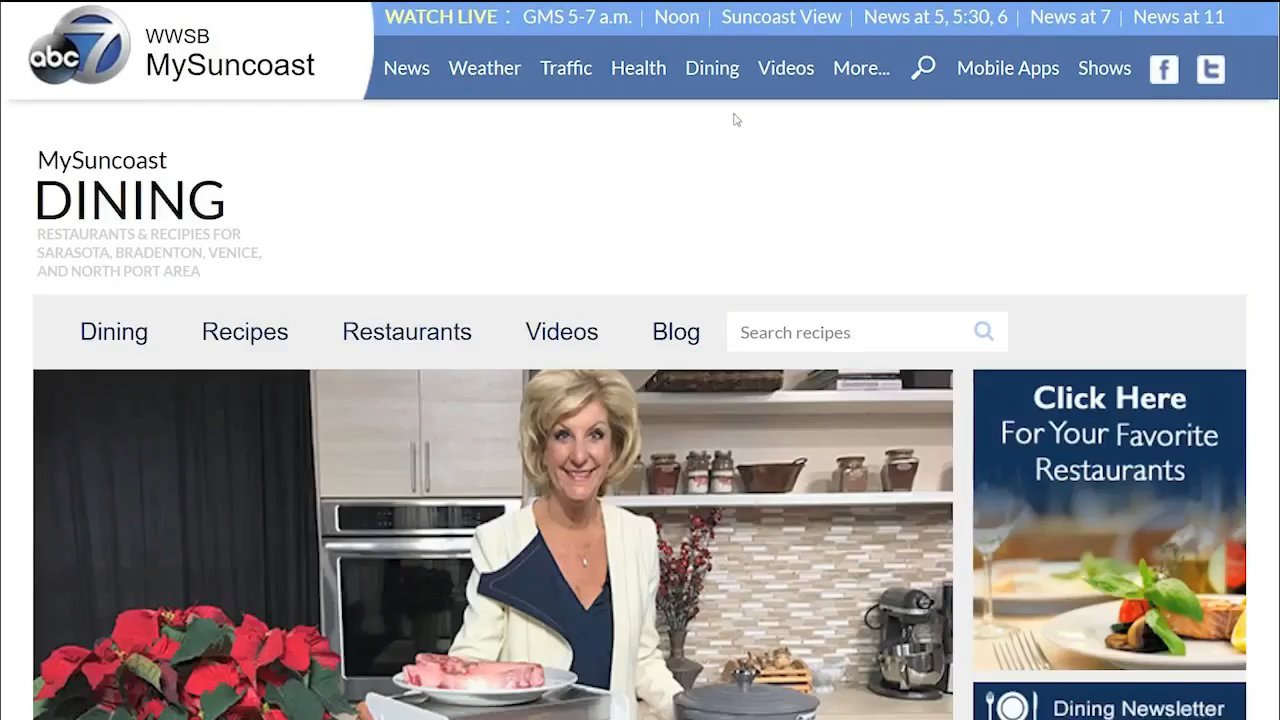 WATCH LIVE : GMS 5-7 a.m. | Noon | Suncoast View | News at 5, 5:30, 6 | News at 7 | News at 11
abc 7
WWSB
MySuncoast
News Weather Traffic Health Dining Videos More... Mobile Apps Shows f t
MySuncoast
DINING
RESTAURANTS & RECIPIES FOR
SARASOTA, BRADENTON, VENICE,
AND NORTH PORT AREA
Dining Recipes Restaurants Videos Blog Search recipes
Click Here
For Your Favorite
Restaurants
Dining Newsletter